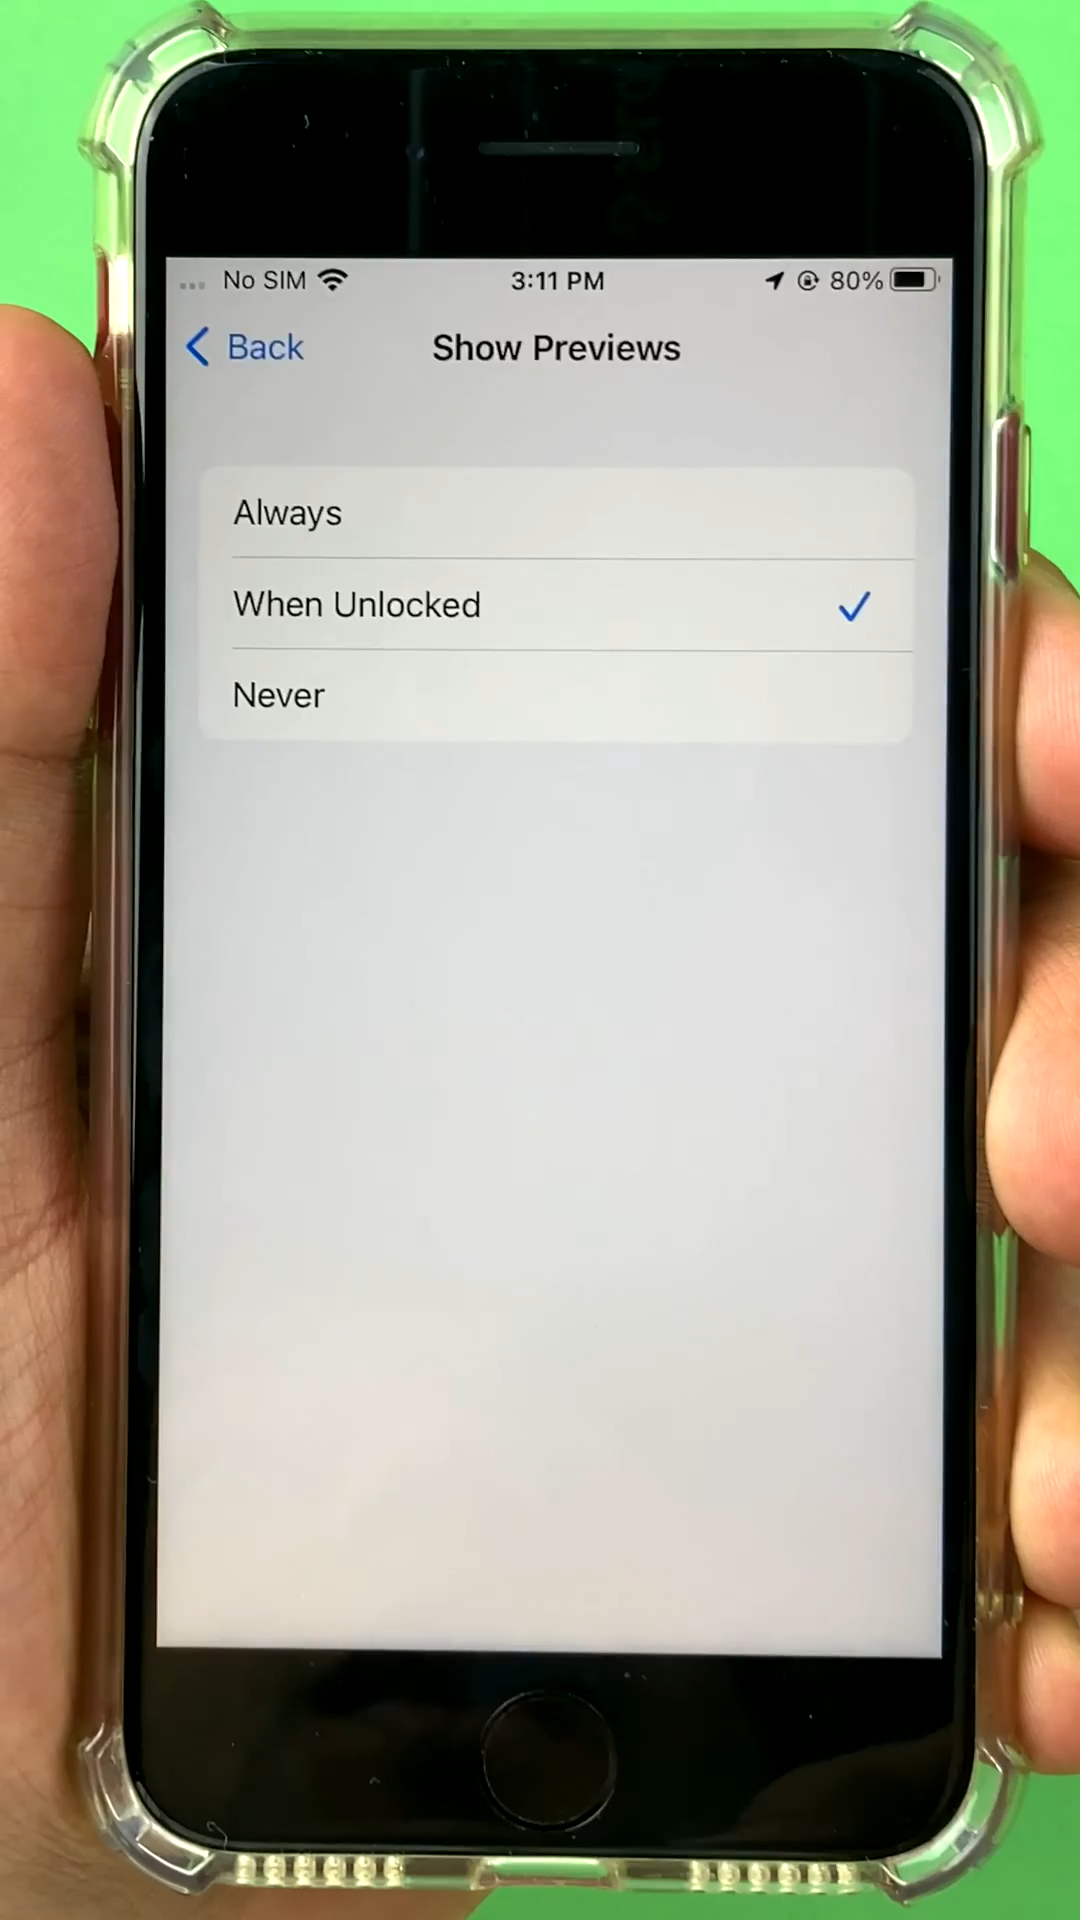 No SIM 3:11 PM 80%
Back Show Previews
Always
When Unlocked
Never